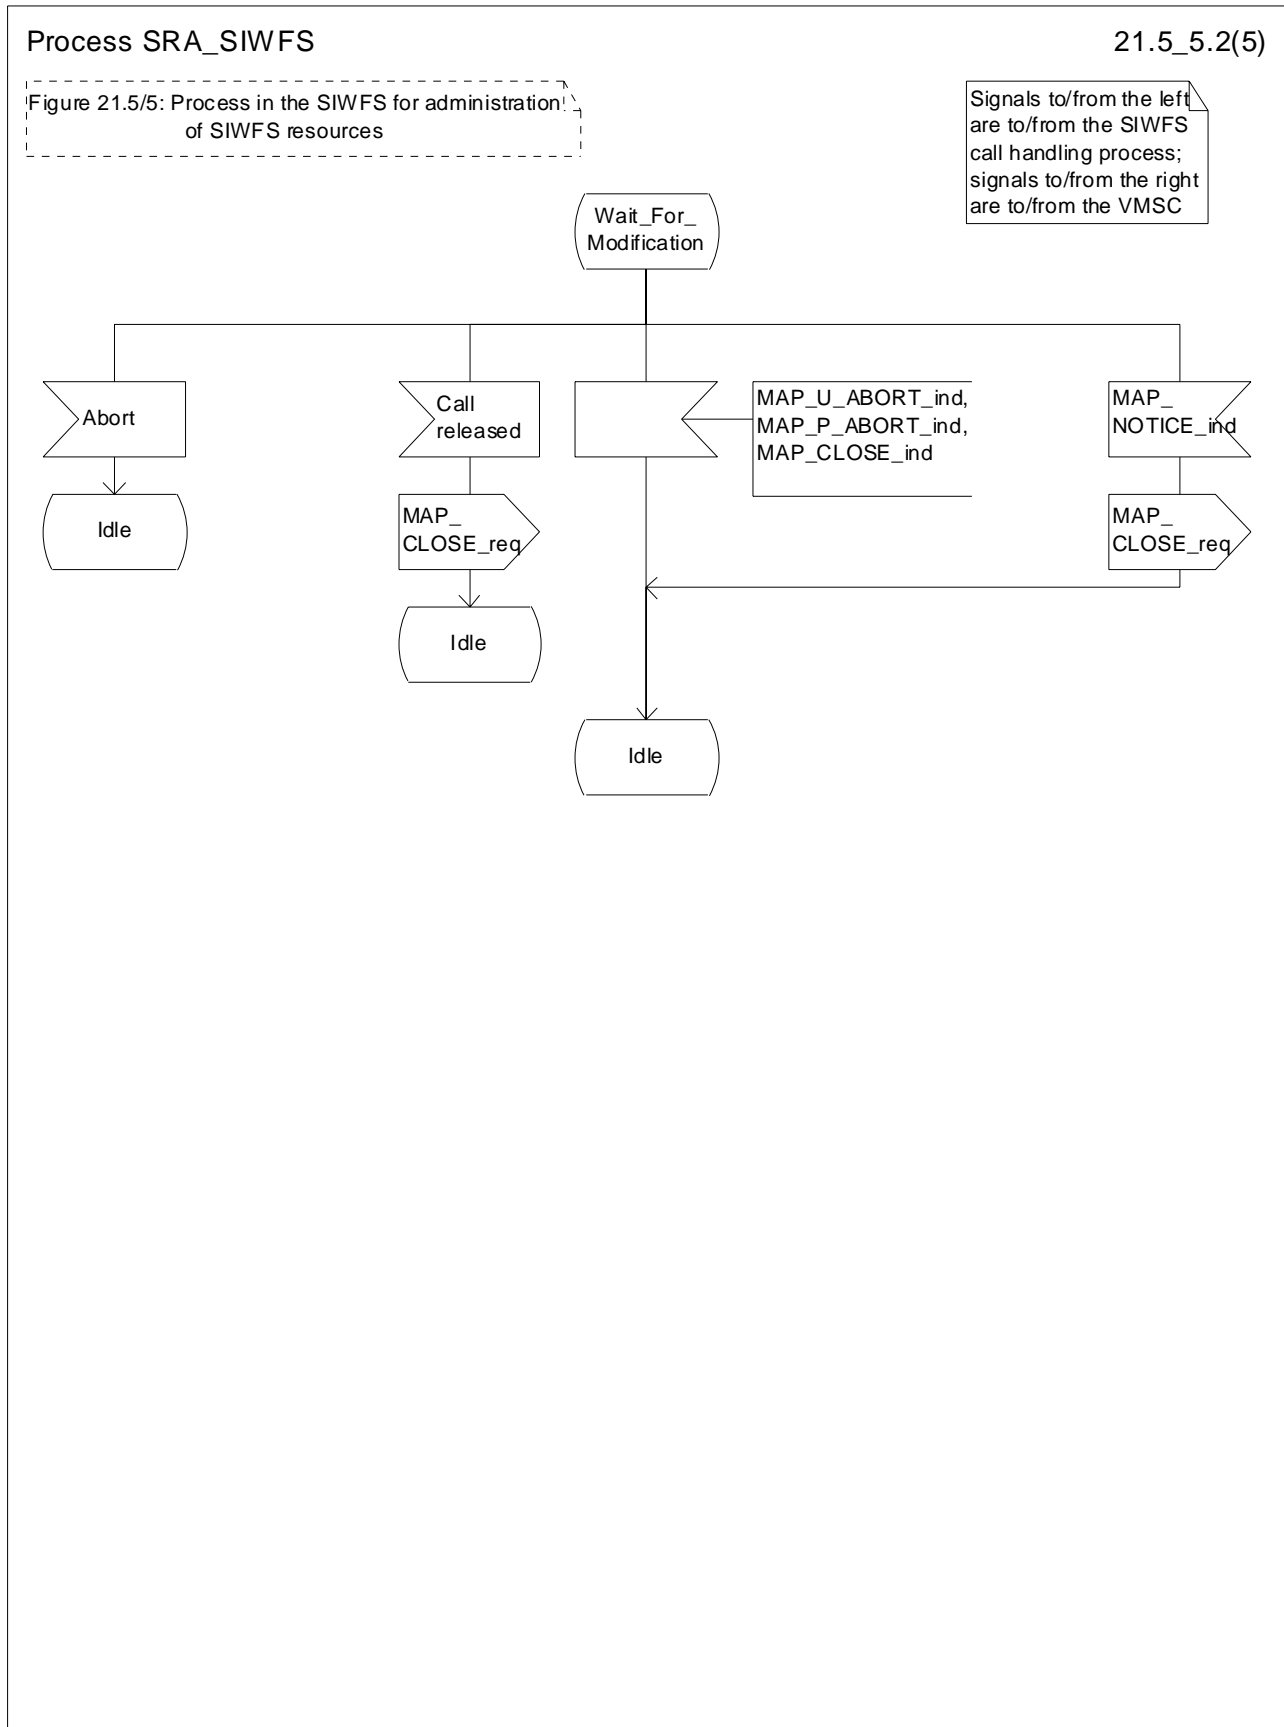 Process SRA_SIWFS
21.5_5.2(5)
Figure 21.5/5: Process in the SIWFS for administration
of SIWFS resources
Signals to/from the left
are to/from the SIWFS
call handling process;
signals to/from the right
are to/from the VMSC
Wait_For_
Modification
Abort
Call
released
MAP_U_ABORT_ind,
MAP_P_ABORT_ind,
MAP_CLOSE_ind
MAP_
NOTICE_ind
Idle
MAP_
CLOSE_req
MAP_
CLOSE_req
Idle
Idle